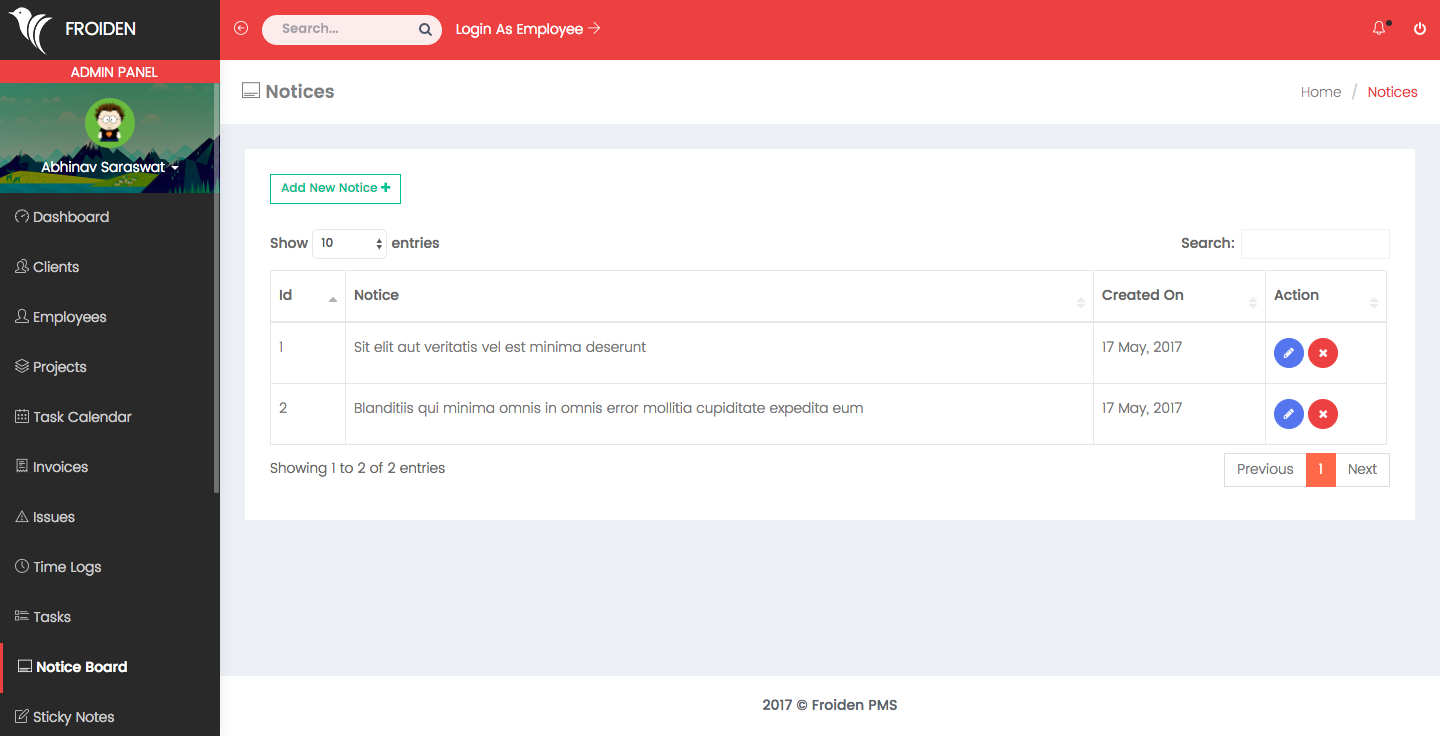 FROIDEN
Search...
Login As Employee
ADMIN PANEL
Abhinav Saraswat
Dashboard
Clients
Employees
Projects
Task Calendar
Invoices
Issues
Time Logs
Tasks
Notice Board
Sticky Notes
Notices
Home / Notices
Add New Notice
Show 10 entries
Search:
Id Notice Created On Action
1 Sit elit aut veritatis vel est minima deserunt 17 May, 2017
2 Blanditiis qui minima omnis in omnis error mollitia cupiditate expedita eum 17 May, 2017
Showing 1 to 2 of 2 entries
Previous 1 Next
2017 © Froiden PMS